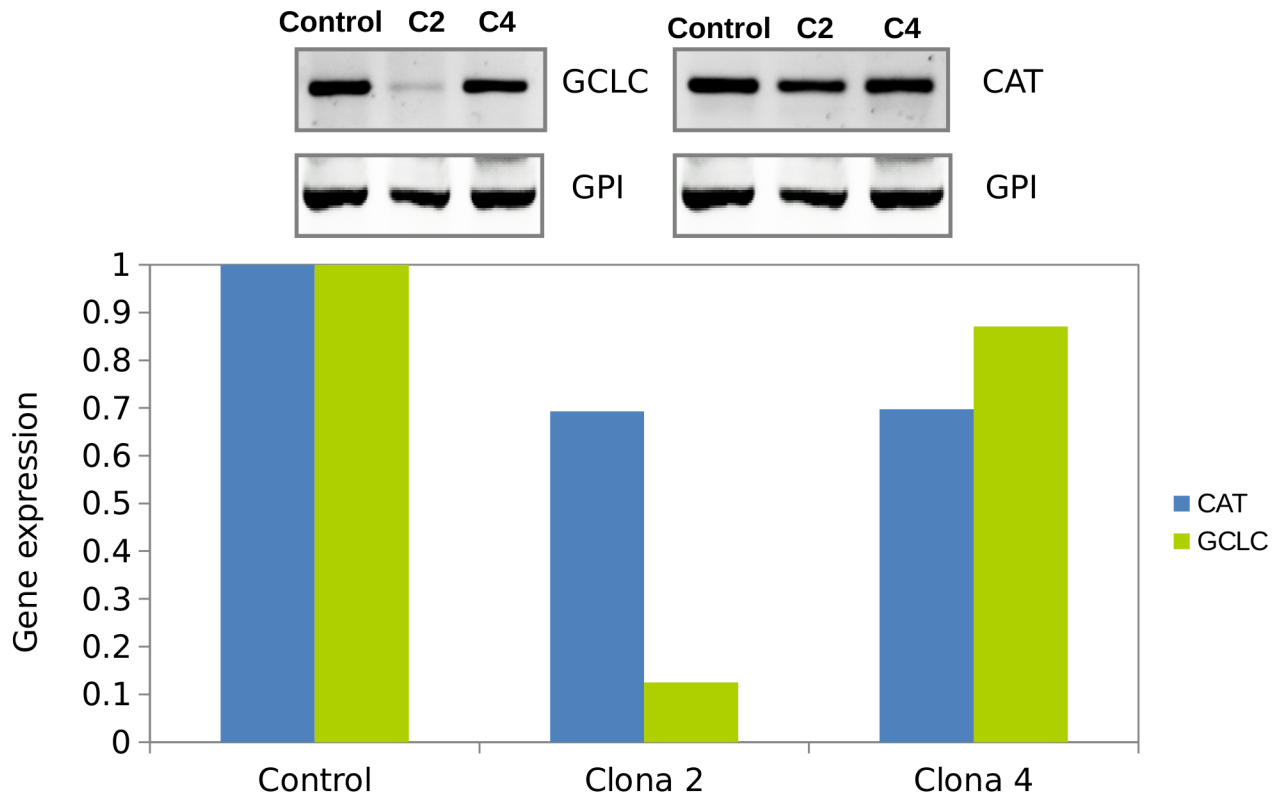 Control C2 C4
Control C2 C4
GCLC
CAT
GPI
GPI
1
0.9
0.8
0.7
0.6
0.5
0.4
0.3
0.2
0.1
0
Gene expression
CAT
GCLC
Control
Clona 2
Clona 4